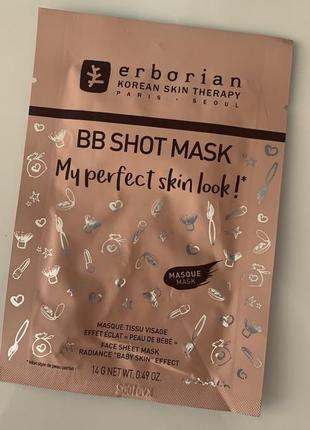 erborian
KOREAN SKIN THERAPY
PARIS - SEOUL
BB SHOT MASK
My perfect skin look!*
MASQUE
MASK
MASQUE TISSU VISAGE
EFFET ÉCLAT « PEAU DE BÉBÉ »
FACE SHEET MASK
RADIANCE "BABY SKIN" EFFECT
14 G NET WT. 0.49 OZ.